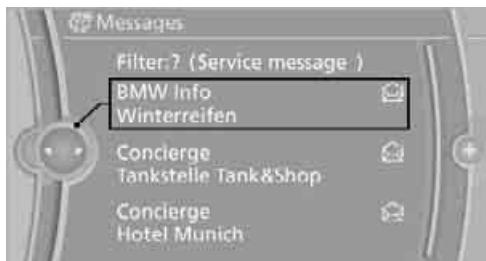 Messages
Filter:? (Service message )
BMW Info
Winterreifen
Concierge
Tankstelle Tank&Shop
Concierge
Hotel Munich